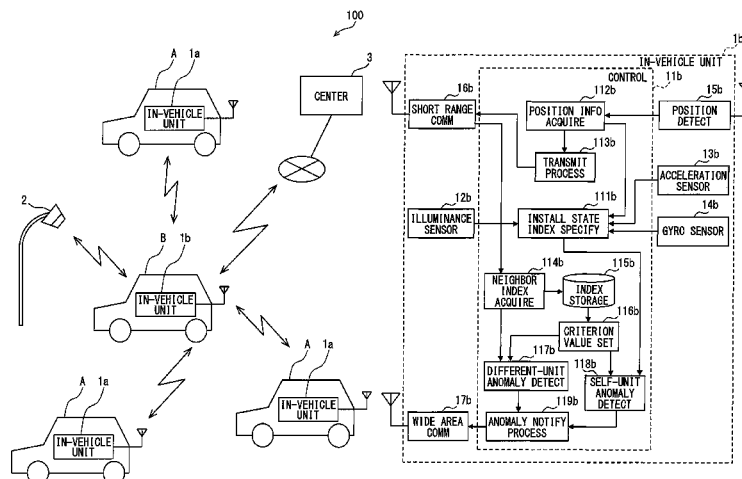 100
A
1a
IN-VEHICLE
UNIT
3
CENTER
2
B
1b
IN-VEHICLE
UNIT
A
1a
IN-VEHICLE
UNIT
A
1a
IN-VEHICLE
UNIT
1b
IN-VEHICLE UNIT
CONTROL
11b
16b
SHORT RANGE
COMM
112b
POSITION INFO
ACQUIRE
15b
POSITION
DETECT
113b
TRANSMIT
PROCESS
13b
ACCELERATION
SENSOR
12b
ILLUMINANCE
SENSOR
111b
INSTALL STATE
INDEX SPECIFY
14b
GYRO SENSOR
114b
NEIGHBOR
INDEX
ACQUIRE
115b
INDEX
STORAGE
116b
CRITERION
VALUE SET
117b
DIFFERENT-UNIT
ANOMALY DETECT
118b
SELF-UNIT
ANOMALY
DETECT
17b
WIDE AREA
COMM
119b
ANOMALY NOTIFY
PROCESS